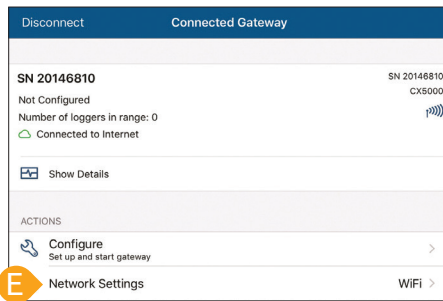 Disconnect Connected Gateway
SN 20146810 SN 20146810
Not Configured CX5000
Number of loggers in range: 0
Connected to Internet
Show Details
ACTIONS
Configure
Set up and start gateway
E Network Settings WiFi